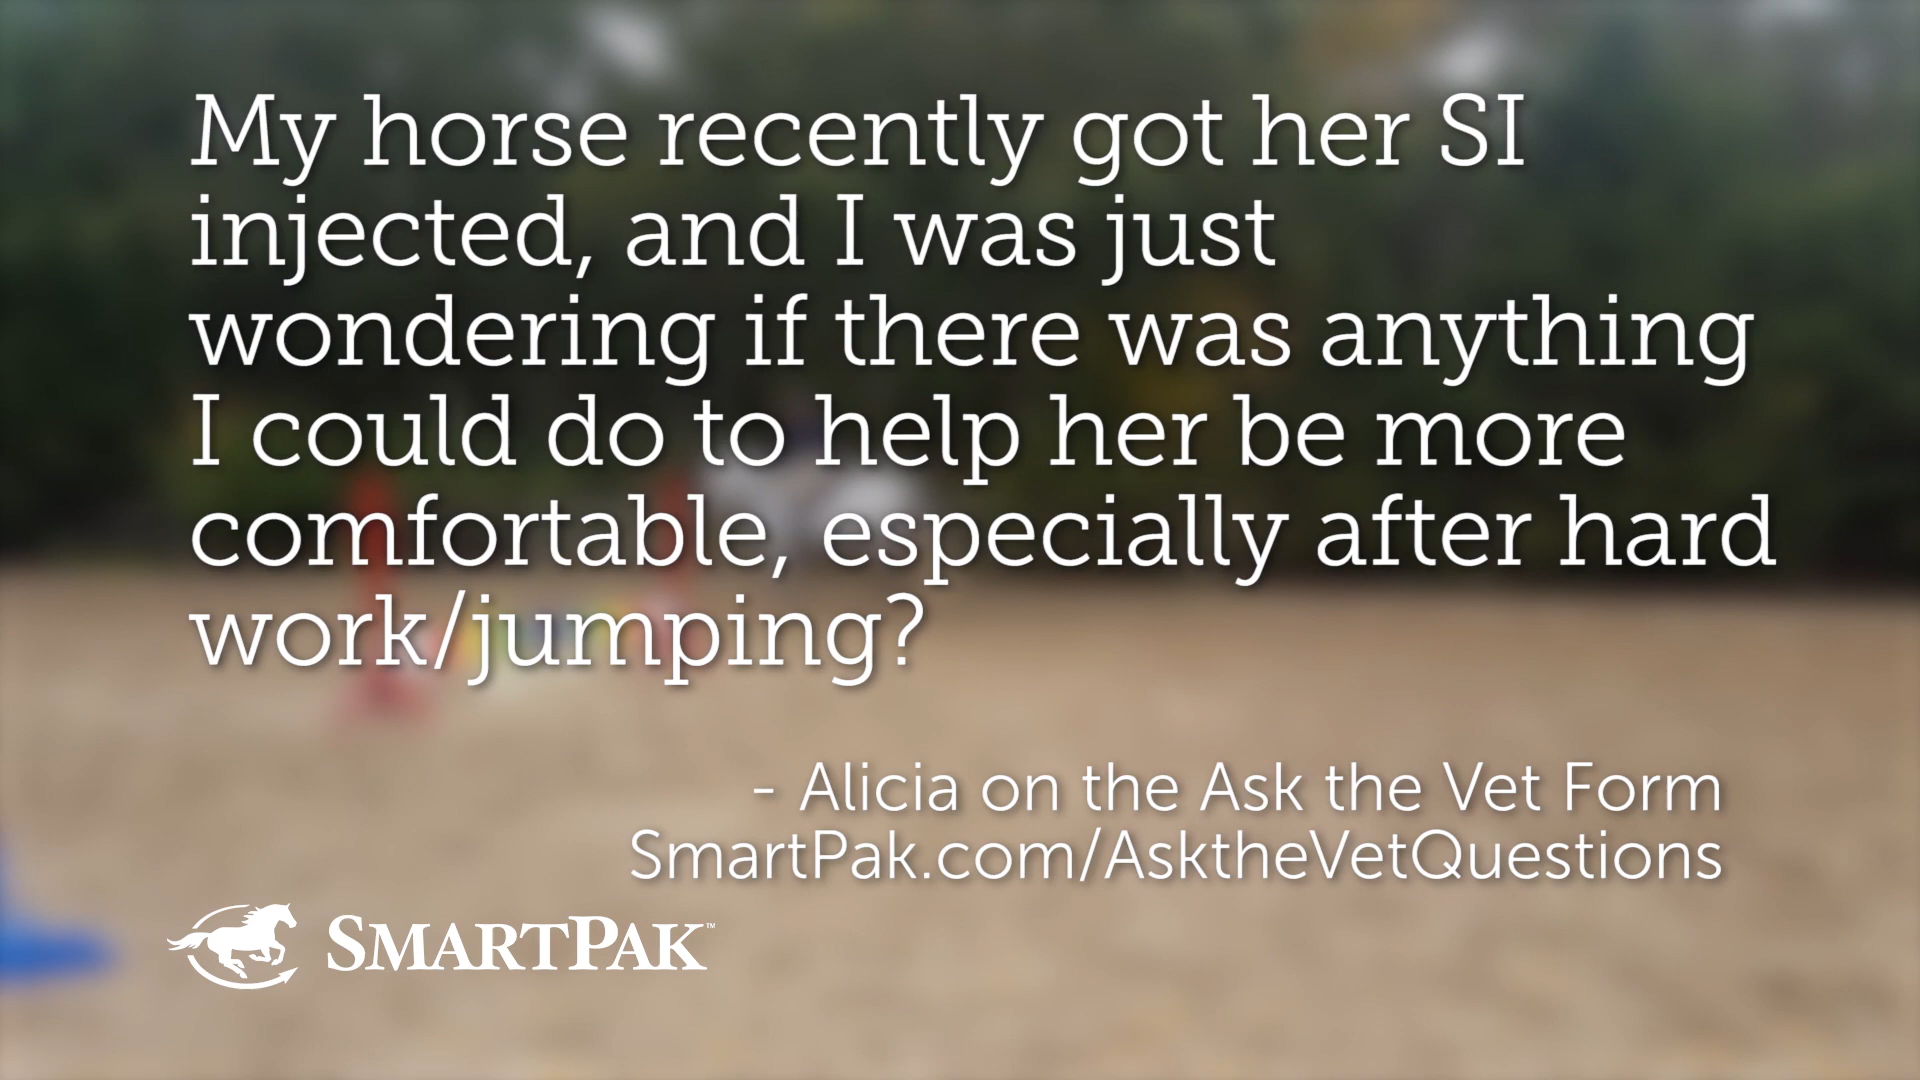 My horse recently got her SI
injected, and I was just
wondering if there was anything
I could do to help her be more
comfortable, especially after hard
work/jumping?
- Alicia on the Ask the Vet Form
SmartPak.com/AsktheVetQuestions
SMARTPAK™